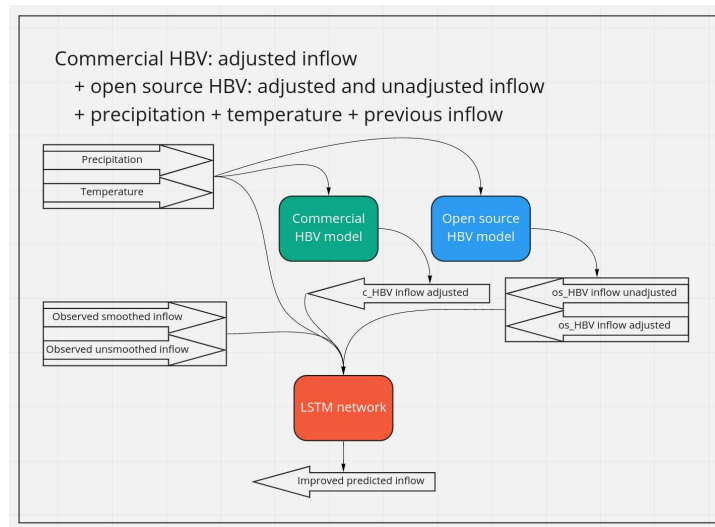 Commercial HBV: adjusted inflow
+ open source HBV: adjusted and unadjusted inflow
+ precipitation + temperature + previous inflow
Precipitation
Temperature
Commercial
HBV model
Open source
HBV model
c_HBV inflow adjusted
os_HBV inflow unadjusted
os_HBV inflow adjusted
Observed smoothed inflow
Observed unsmoothed inflow
LSTM network
Improved predicted inflow